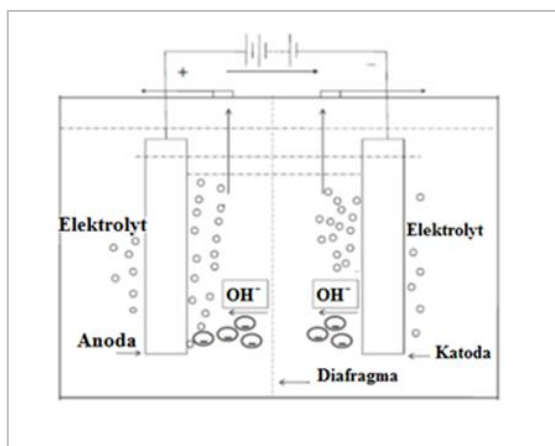 + −
Elektrolyt Elektrolyt
OH⁻ OH⁻
Anoda Katoda
Diafragma